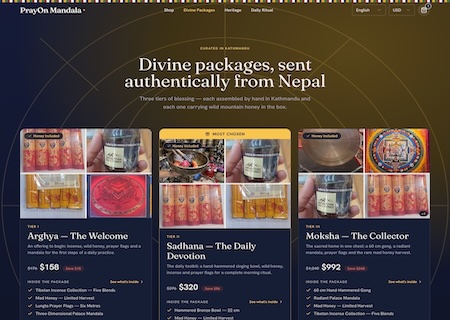 PrayOn Mandala
Shop
Divine Packages
Heritage
Daily Ritual
English
USD
CURATED IN KATHMANDU
Divine packages, sent
authentically from Nepal
Three tiers of blessing — each assembled by hand in Kathmandu and
each one carrying wild mountain honey in the box.
Honey Included
TIER I
Arghya — The Welcome
An offering to begin: incense, wild honey, prayer flags and a
mandala for the first steps of a daily practice.
$158
INSIDE THE PACKAGE
See what's inside
Tibetan Incense Collection — Five Blends
Mad Honey — Limited Harvest
Lungta Prayer Flags — Six Metres
Three Dimensional Palace Mandala
MOST CHOSEN
Honey Included
TIER II
Sadhana — The Daily
Devotion
The daily toolkit: a hand-hammered singing bowl, wild honey,
incense and prayer flags for a complete morning ritual.
$320
INSIDE THE PACKAGE
See what's inside
Hammered Bronze Bowl — 22 cm
Mad Honey — Limited Harvest
Honey Included
TIER III
Moksha — The Collector
The sacred home in one chest: a 60 cm gong, a radiant
mandala, prayer flags and the rare mad honey harvest.
$992
INSIDE THE PACKAGE
See what's inside
60 cm Hand-Hammered Gong
Radiant Palace Mandala
Mad Honey — Limited Harvest
Tibetan Incense Collection — Five Blends